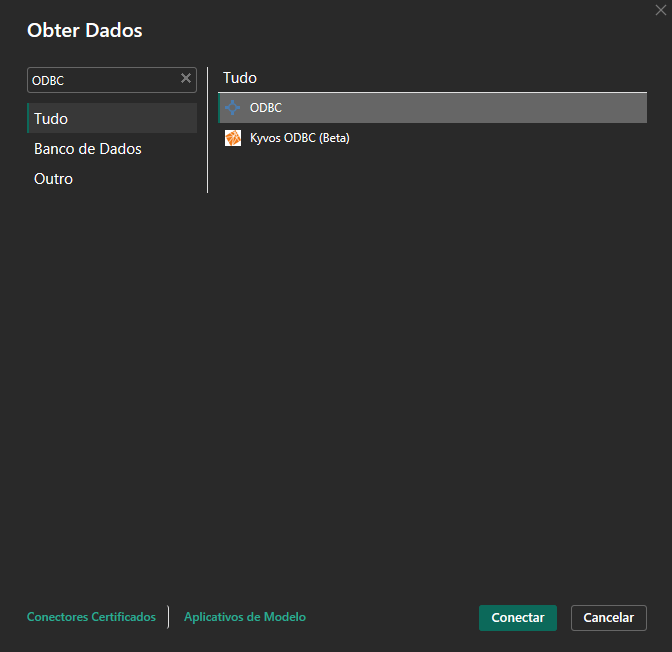 Obter Dados
ODBC
Tudo
Banco de Dados
Outro
Tudo
ODBC
Kyvos ODBC (Beta)
Conectores Certificados
Aplicativos de Modelo
Conectar
Cancelar